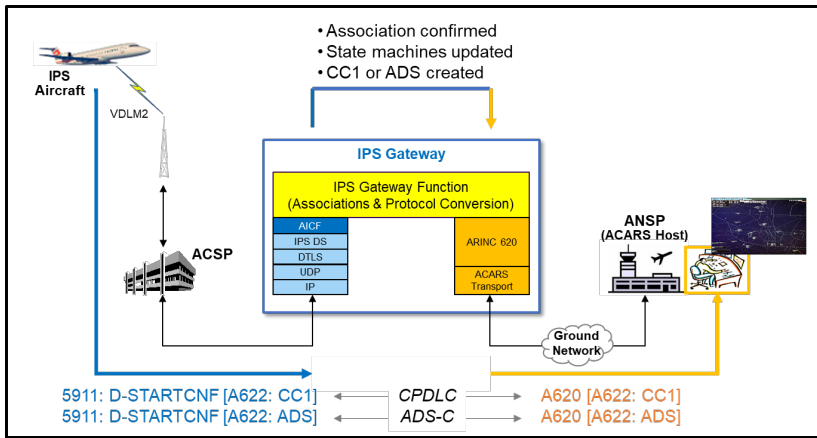 • Association confirmed
• State machines updated
• CC1 or ADS created
IPS
Aircraft
VDLM2
IPS Gateway
IPS Gateway Function
(Associations & Protocol Conversion)
AICF
IPS DS
DTLS
UDP
IP
ARINC 620
ACARS
Transport
ACSP
ANSP
(ACARS Host)
Ground
Network
5911: D-STARTCNF [A622: CC1]
CPDLC
A620 [A622: CC1]
5911: D-STARTCNF [A622: ADS]
ADS-C
A620 [A622: ADS]